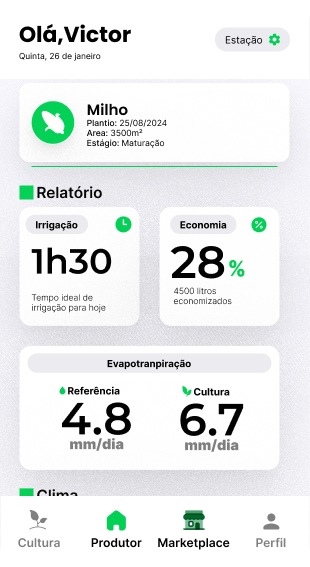 Olá,Victor
Quinta, 26 de janeiro
Estação
Milho
Plantio: 25/08/2024
Area: 3500m²
Estágio: Maturação
Relatório
Irrigação
1h30
Tempo ideal de
irrigação para hoje
Economia
28%
4500 litros
economizados
Evapotranpiração
Referência
4.8
mm/dia
Cultura
6.7
mm/dia
Clima
Cultura
Produtor
Marketplace
Perfil